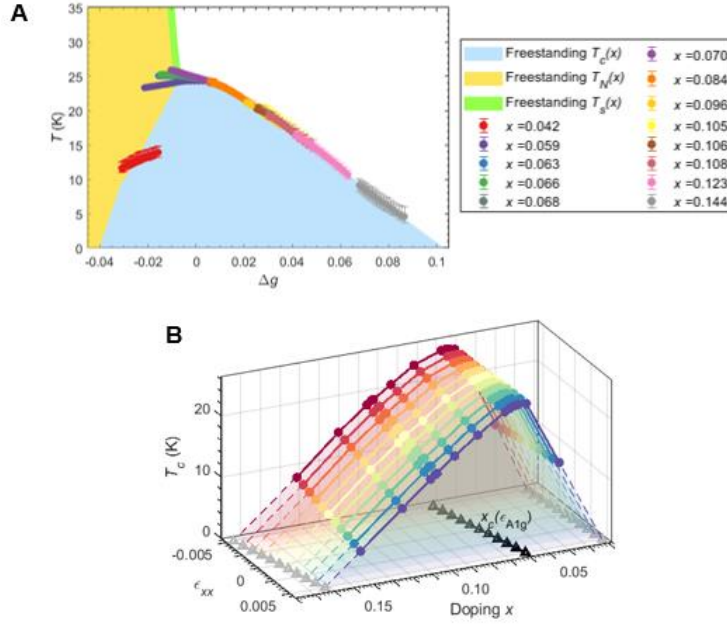 A
35
30
25
20
15
10
5
0
T (K)
-0.04 -0.02 0 0.02 0.04 0.06 0.08 0.1
Δg
Freestanding T_c(x)
Freestanding T_N(x)
Freestanding T_s(x)
x=0.042
x=0.059
x=0.063
x=0.066
x=0.068
x=0.070
x=0.084
x=0.096
x=0.105
x=0.106
x=0.108
x=0.123
x=0.144
B
20
10
0
T_c (K)
-0.005
0
0.005
ϵ_xx
x_c(ϵ_A1g)
0.15 0.10 0.05
Doping x